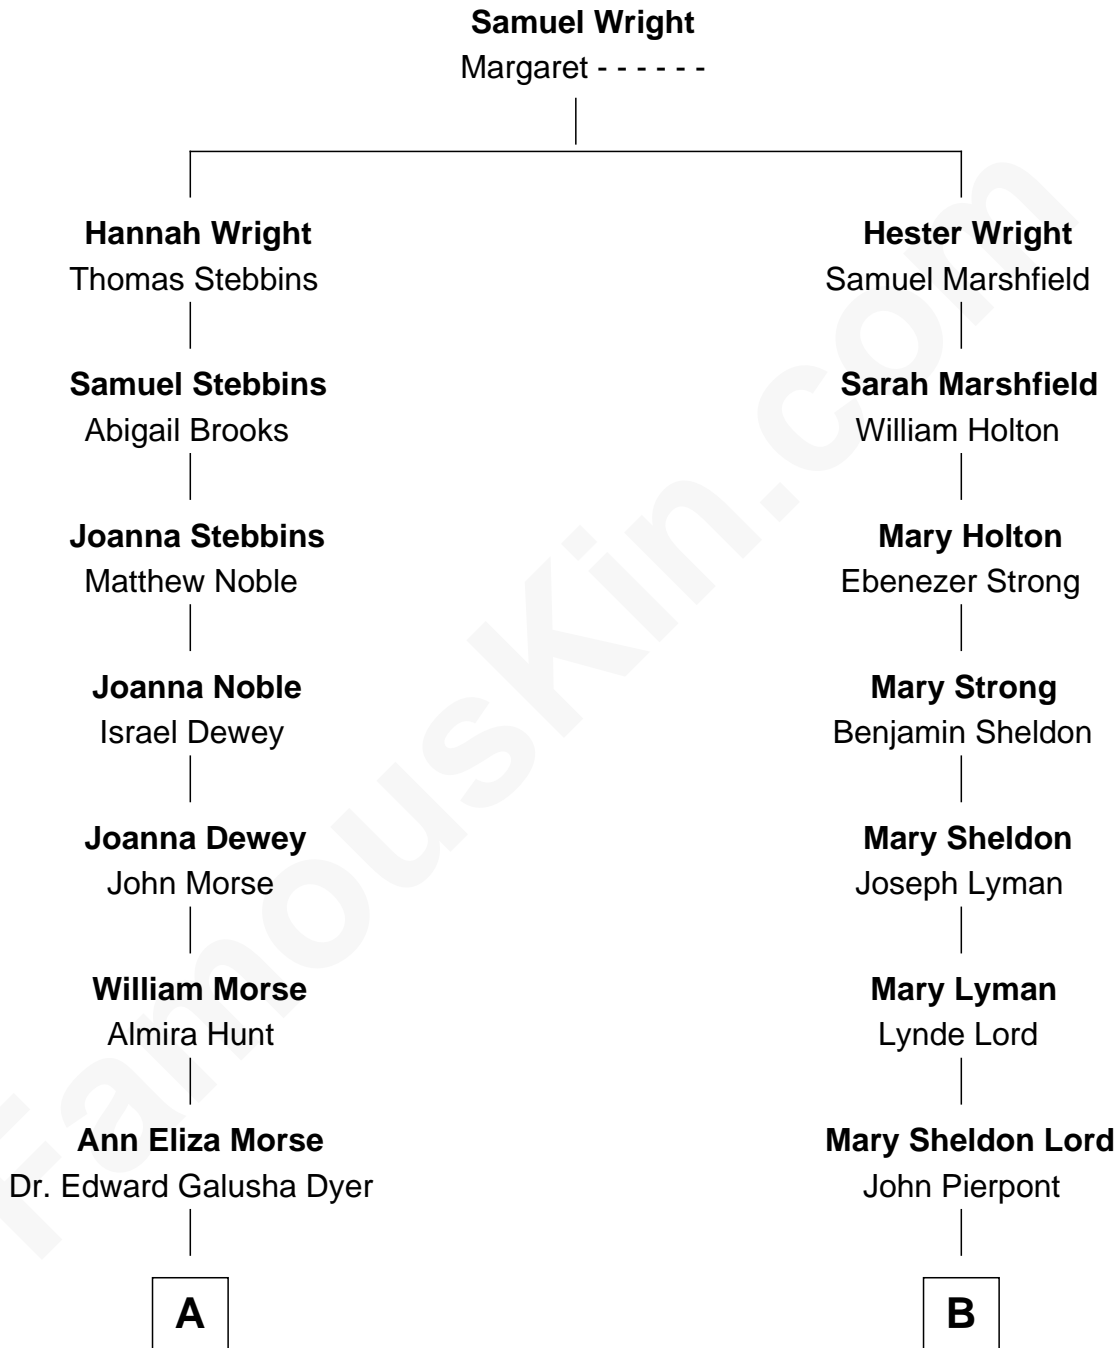 Samuel Wright
Margaret - - - - - -
Hannah Wright
Thomas Stebbins
Hester Wright
Samuel Marshfield
Samuel Stebbins
Abigail Brooks
Sarah Marshfield
William Holton
Joanna Stebbins
Matthew Noble
Mary Holton
Ebenezer Strong
Joanna Noble
Israel Dewey
Mary Strong
Benjamin Sheldon
Joanna Dewey
John Morse
Mary Sheldon
Joseph Lyman
William Morse
Almira Hunt
Mary Lyman
Lynde Lord
Ann Eliza Morse
Dr. Edward Galusha Dyer
Mary Sheldon Lord
John Pierpont
A
B
FamousKin.com